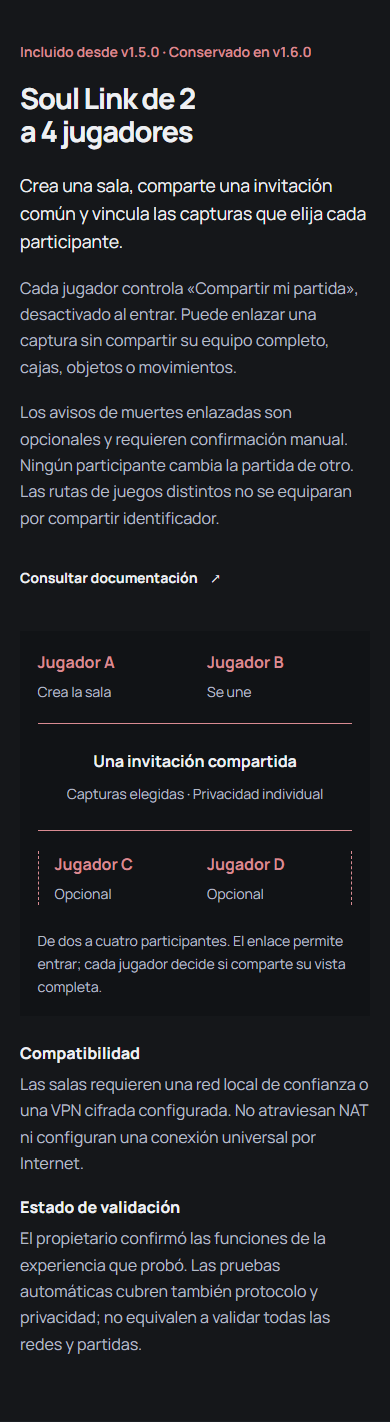 Incluido desde v1.5.0 · Conservado en v1.6.0
Soul Link de 2
a 4 jugadores
Crea una sala, comparte una invitación
común y vincula las capturas que elija cada
participante.
Cada jugador controla «Compartir mi partida»,
desactivado al entrar. Puede enlazar una
captura sin compartir su equipo completo,
cajas, objetos o movimientos.
Los avisos de muertes enlazadas son
opcionales y requieren confirmación manual.
Ningún participante cambia la partida de otro.
Las rutas de juegos distintos no se equiparan
por compartir identificador.
Consultar documentación ↗
Jugador A
Crea la sala
Jugador B
Se une
Una invitación compartida
Capturas elegidas · Privacidad individual
Jugador C
Opcional
Jugador D
Opcional
De dos a cuatro participantes. El enlace permite
entrar; cada jugador decide si comparte su vista
completa.
Compatibilidad
Las salas requieren una red local de confianza o
una VPN cifrada configurada. No atraviesan NAT
ni configuran una conexión universal por
Internet.
Estado de validación
El propietario confirmó las funciones de la
experiencia que probó. Las pruebas
automáticas cubren también protocolo y
privacidad; no equivalen a validar todas las
redes y partidas.